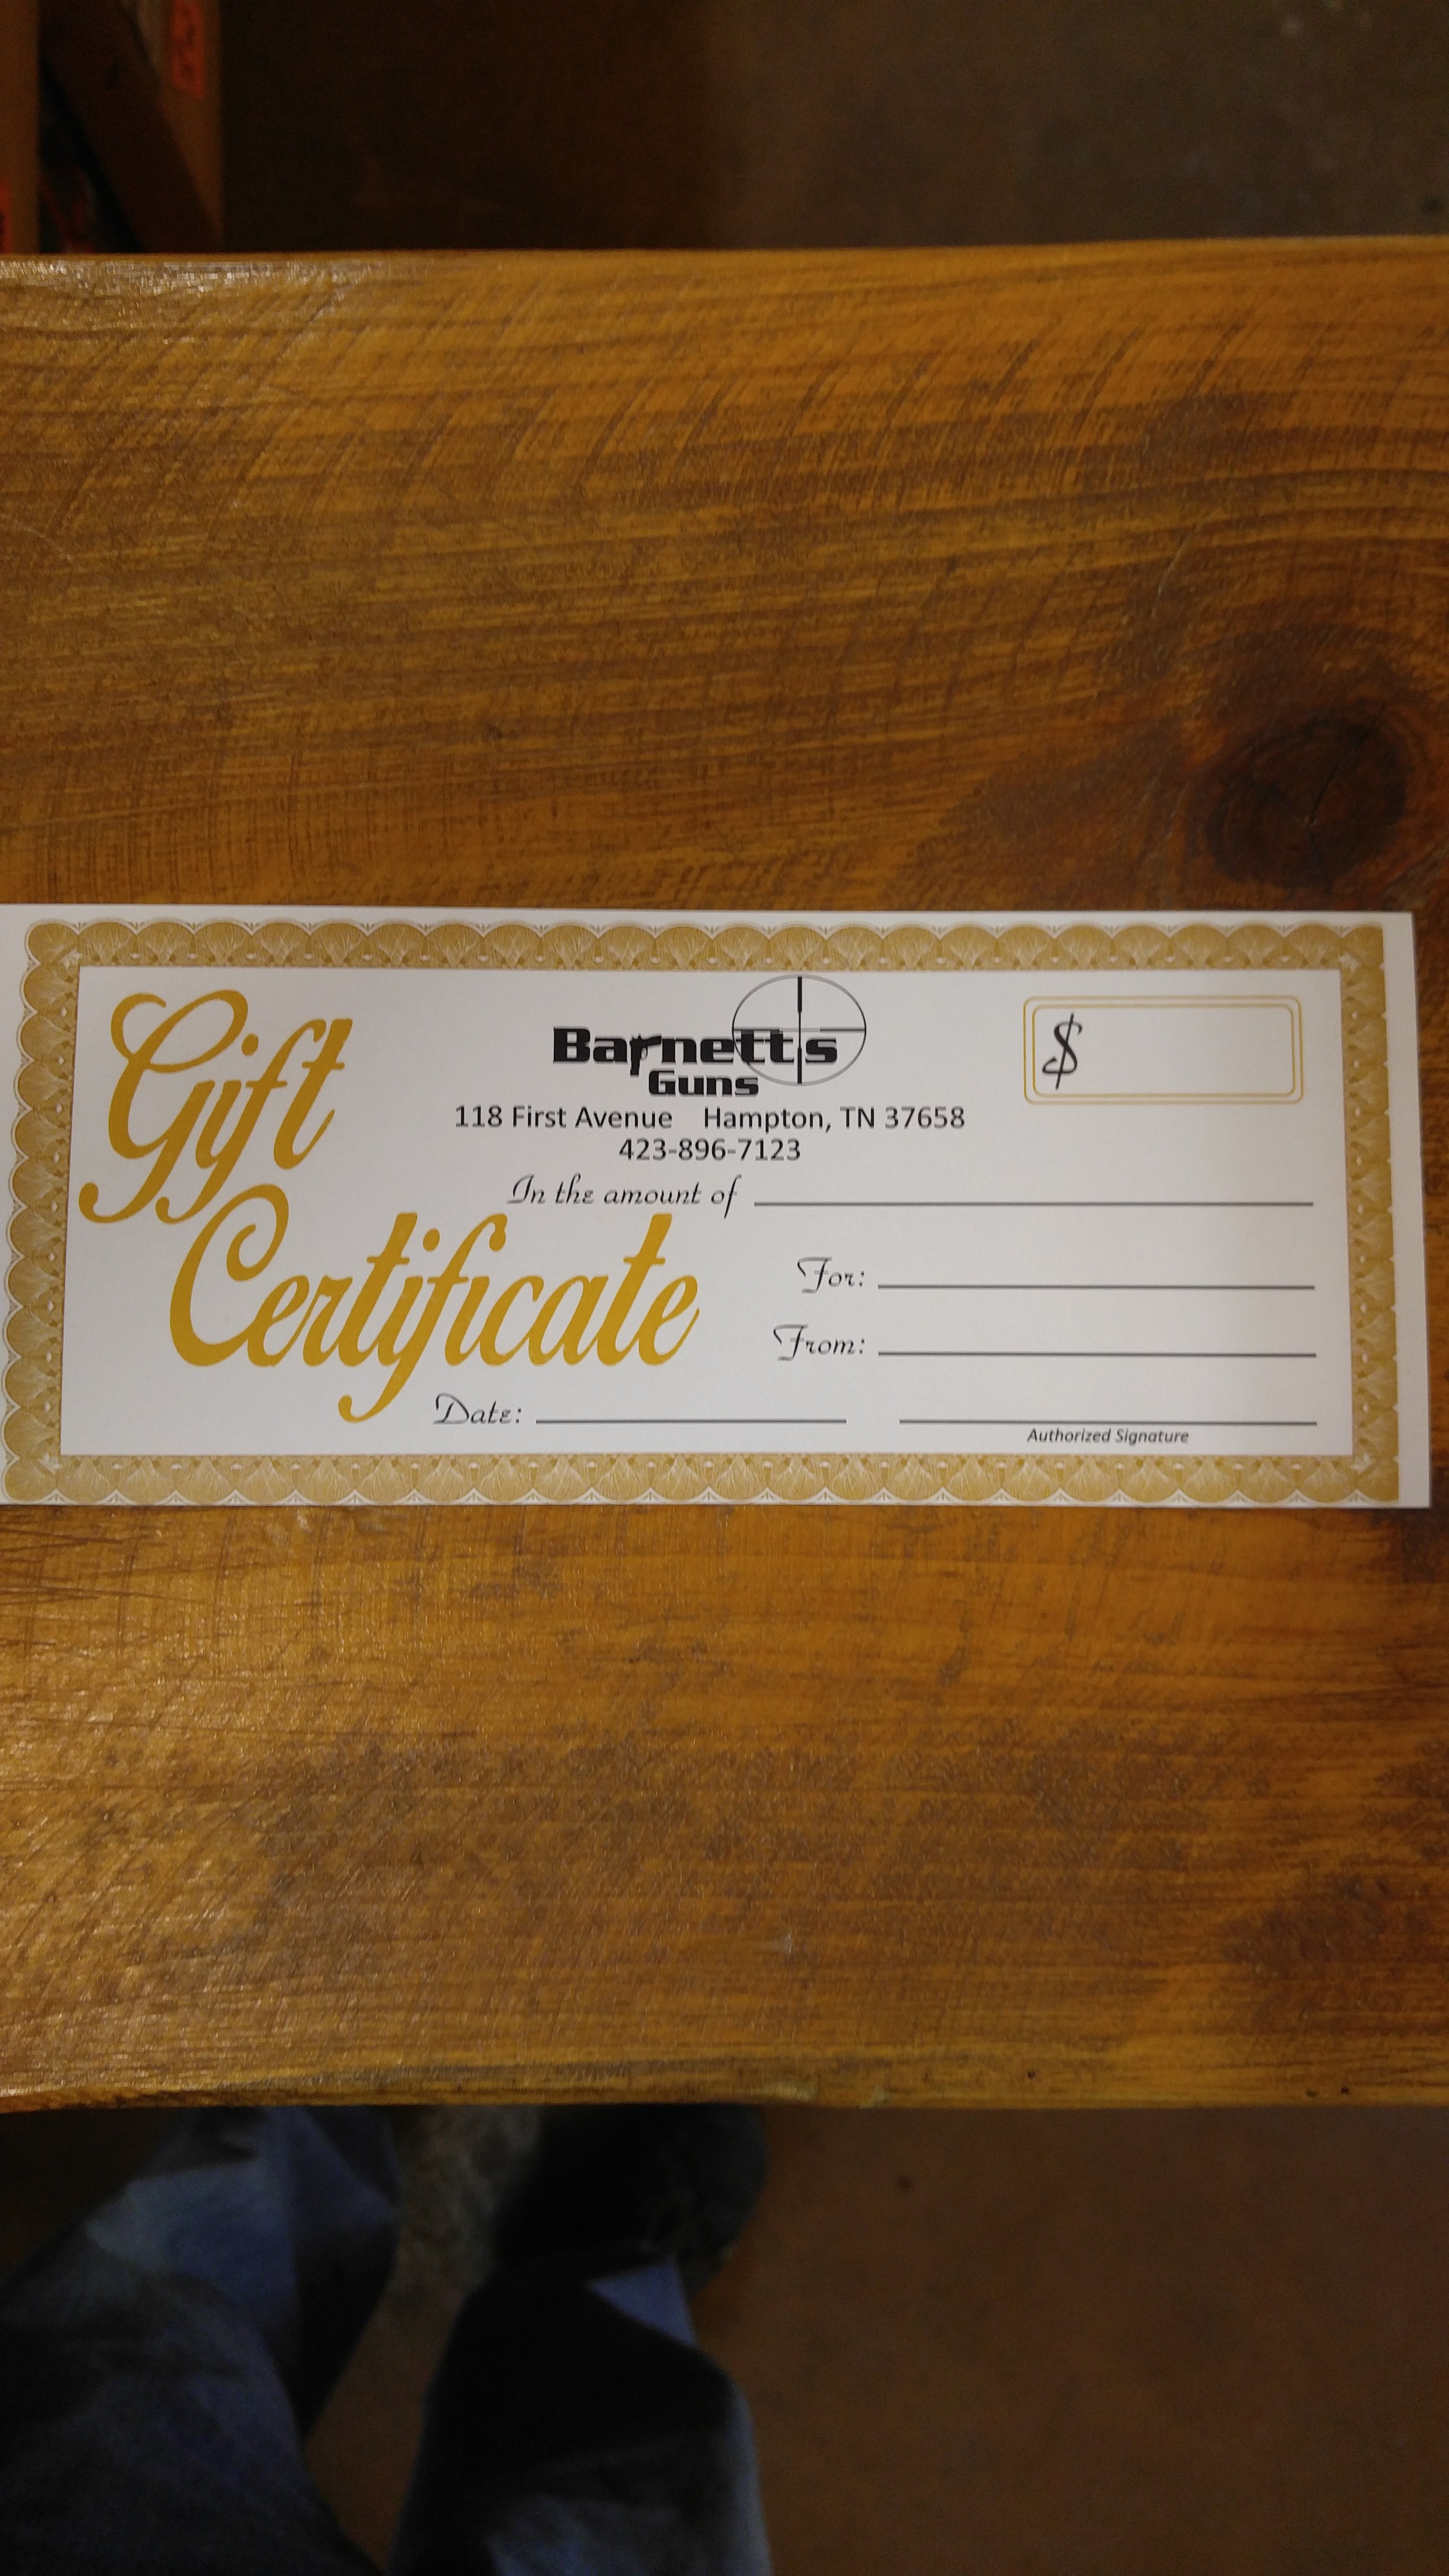 Gift
Certificate
Barnett's
Guns
118 First Avenue Hampton, TN 37658
423-896-7123
$
In the amount of
For:
From:
Date:
Authorized Signature